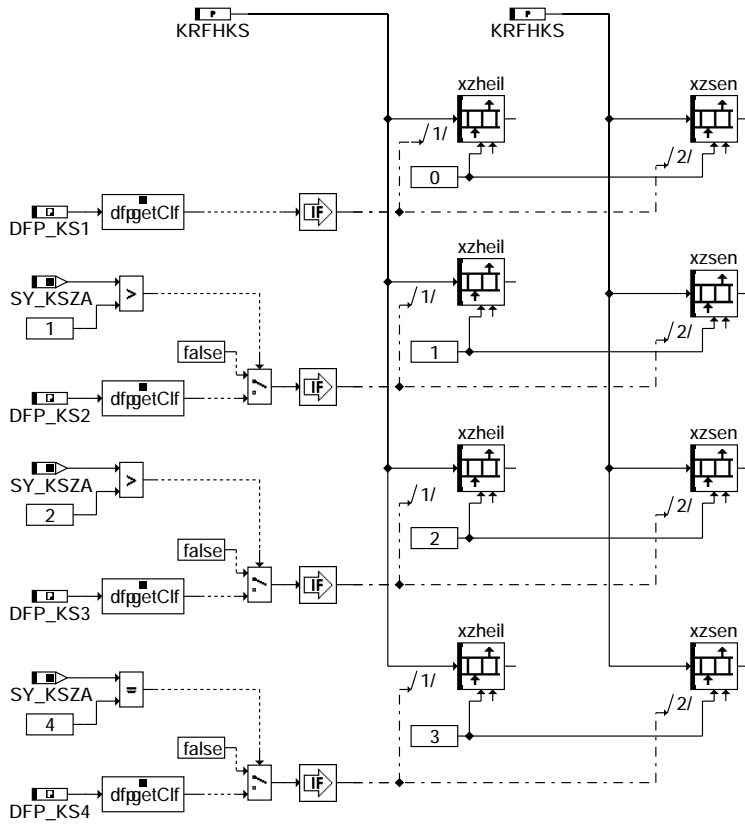 P
P
KRFHKS
KRFHKS
xzheil
xzsen
/1/
/2/
0
dfpgetClf
IF
DFP_KS1
xzheil
xzsen
SY_KSZA
>
/1/
/2/
1
1
false
dfpgetClf
IF
DFP_KS2
xzheil
xzsen
SY_KSZA
>
/1/
/2/
2
2
false
dfpgetClf
IF
DFP_KS3
xzheil
xzsen
SY_KSZA
=
/1/
/2/
4
3
false
dfpgetClf
IF
DFP_KS4